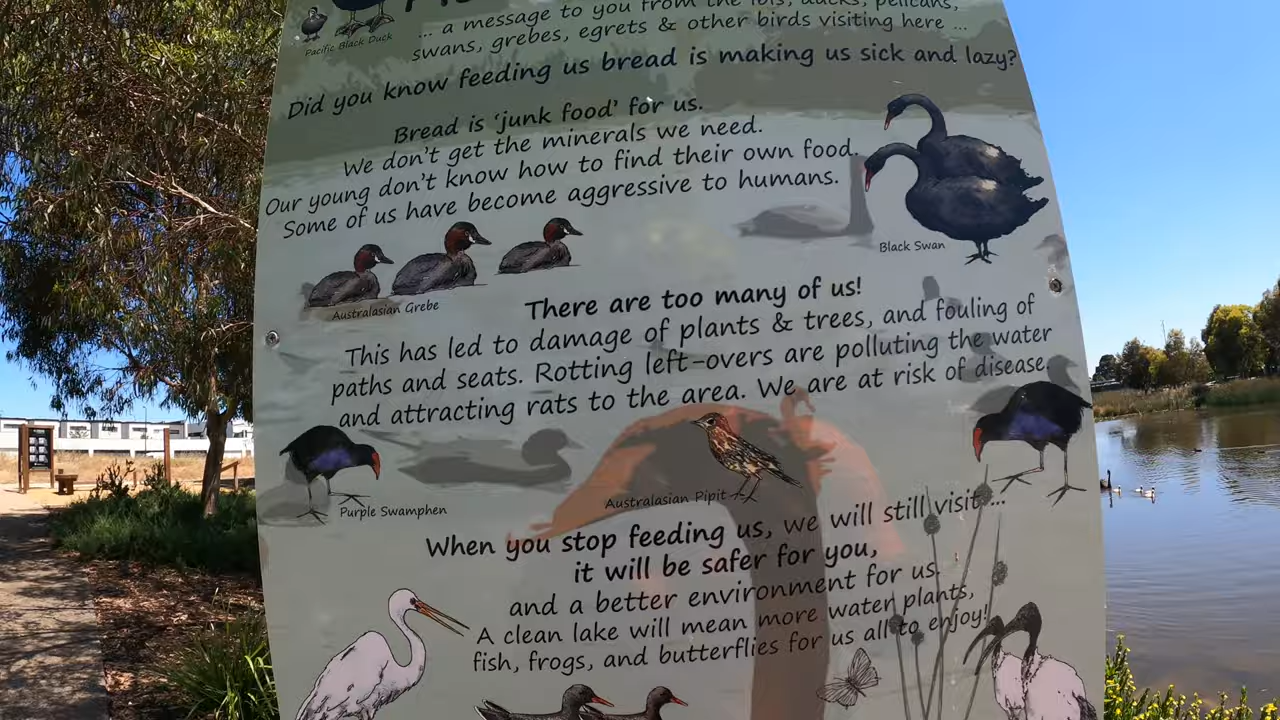 Pacific Black Duck
... a message to you from the ibis, ducks, pelicans,
swans, grebes, egrets & other birds visiting here ...
Did you know feeding us bread is making us sick and lazy?
Bread is 'junk food' for us.
We don't get the minerals we need.
Our young don't know how to find their own food.
Some of us have become aggressive to humans.
Black Swan
Australasian Grebe
There are too many of us!
This has led to damage of plants & trees, and fouling of
paths and seats. Rotting left-overs are polluting the water
and attracting rats to the area. We are at risk of disease.
Purple Swamphen
Australasian Pipit
When you stop feeding us, we will still visit ...
it will be safer for you,
and a better environment for us.
A clean lake will mean more water plants,
fish, frogs, and butterflies for us all to enjoy!